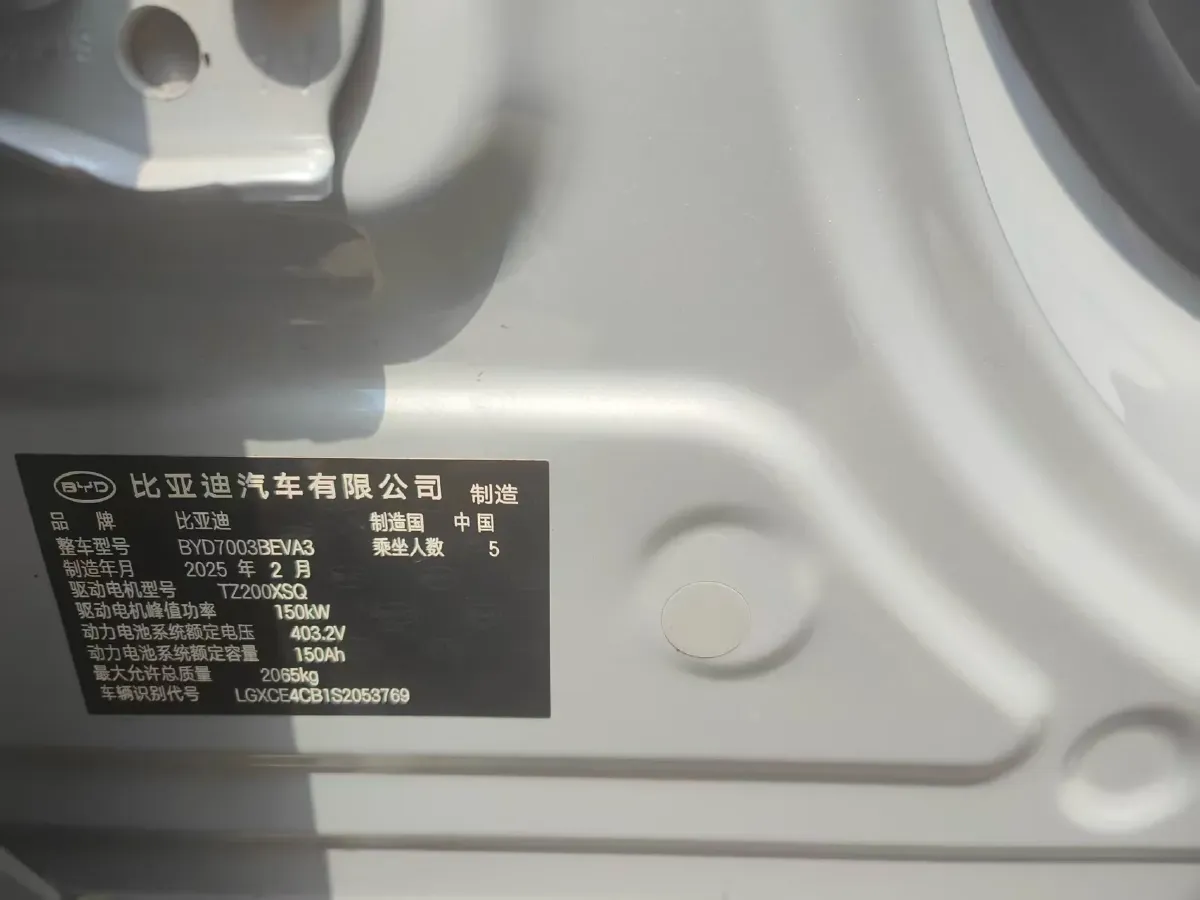 BYD 比亚迪汽车有限公司 制造
品 牌 比亚迪 制造国 中国
整车型号 BYD7003BEVA3 乘坐人数 5
制造年月 2025 年 2 月
驱动电机型号 TZ200XSQ
驱动电机峰值功率 150kW
动力电池系统额定电压 403.2V
动力电池系统额定容量 150Ah
最大允许总质量 2065kg
车辆识别代号 LGXCE4CB1S2053769